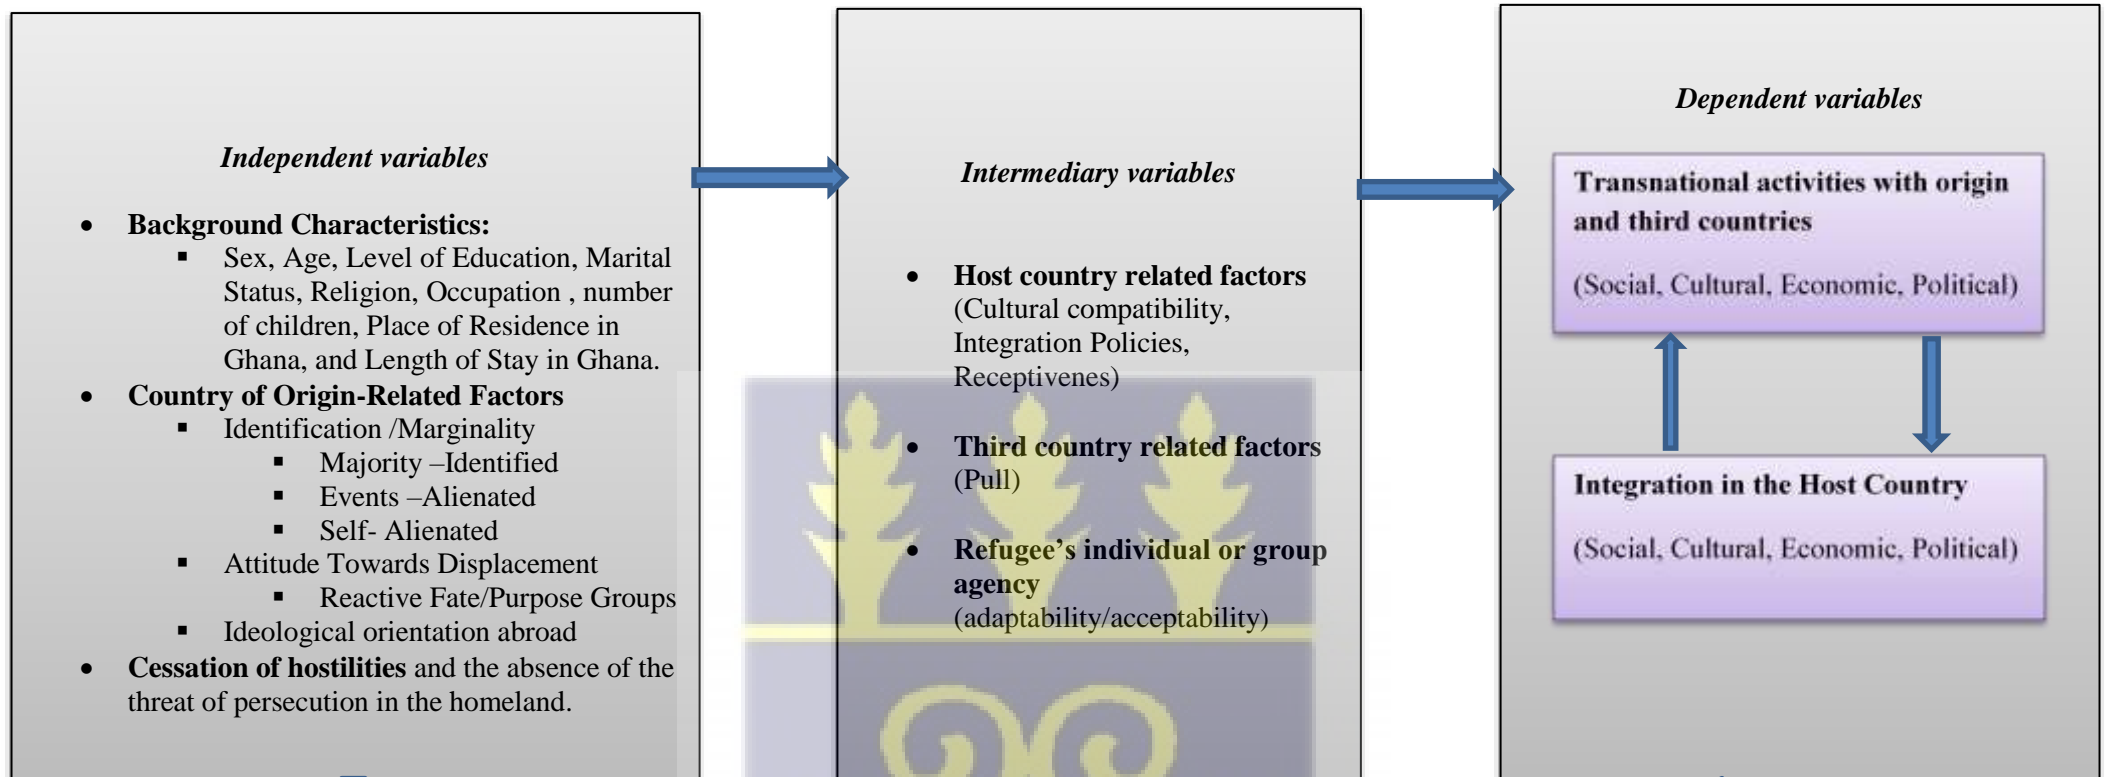 Independent variables
• Background Characteristics:
▪ Sex, Age, Level of Education, Marital
Status, Religion, Occupation , number
of children, Place of Residence in
Ghana, and Length of Stay in Ghana.
• Country of Origin-Related Factors
▪ Identification /Marginality
▪ Majority –Identified
▪ Events –Alienated
▪ Self- Alienated
▪ Attitude Towards Displacement
▪ Reactive Fate/Purpose Groups
▪ Ideological orientation abroad
• Cessation of hostilities and the absence of the
threat of persecution in the homeland.
Intermediary variables
• Host country related factors
(Cultural compatibility,
Integration Policies,
Receptivenes)
• Third country related factors
(Pull)
• Refugee’s individual or group
agency
(adaptability/acceptability)
Dependent variables
Transnational activities with origin
and third countries
(Social, Cultural, Economic, Political)
Integration in the Host Country
(Social, Cultural, Economic, Political)